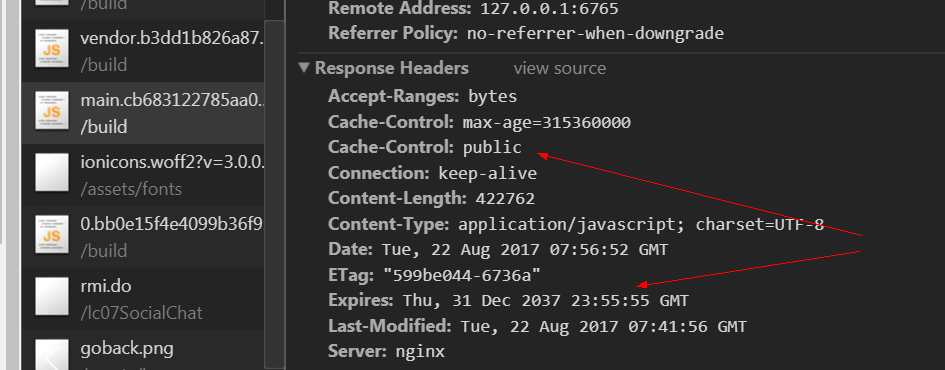 /build
vendor.b3dd1b826a87.
/build
main.cb683122785aa0..
/build
ionicons.woff2?v=3.0.0.
/assets/fonts
0.bb0e15f4e4099b36f9
/build
rmi.do
/lc07SocialChat
goback.png
Remote Address: 127.0.0.1:6765
Referrer Policy: no-referrer-when-downgrade
Response Headers view source
Accept-Ranges: bytes
Cache-Control: max-age=315360000
Cache-Control: public
Connection: keep-alive
Content-Length: 422762
Content-Type: application/javascript; charset=UTF-8
Date: Tue, 22 Aug 2017 07:56:52 GMT
ETag: "599be044-6736a"
Expires: Thu, 31 Dec 2037 23:55:55 GMT
Last-Modified: Tue, 22 Aug 2017 07:41:56 GMT
Server: nginx
JS
JS
JS